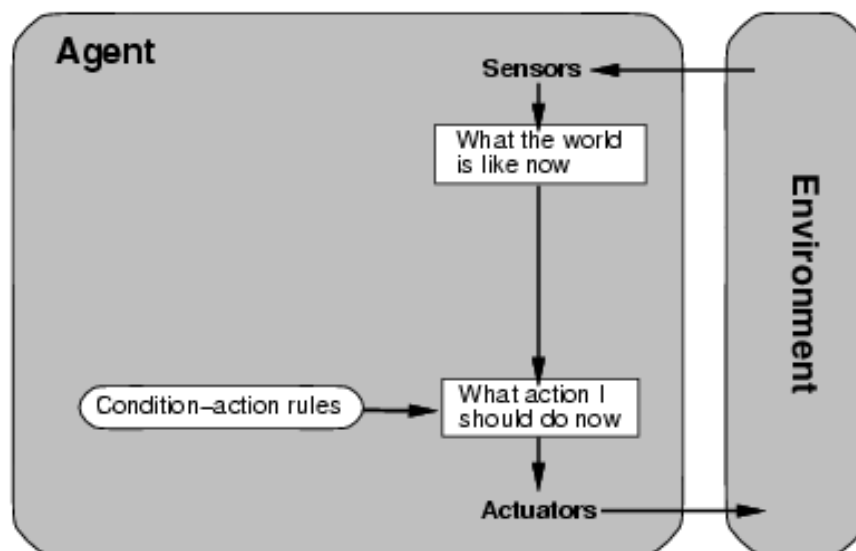 Agent
Sensors
What the world
is like now
Environment
Condition–action rules
What action I
should do now
Actuators